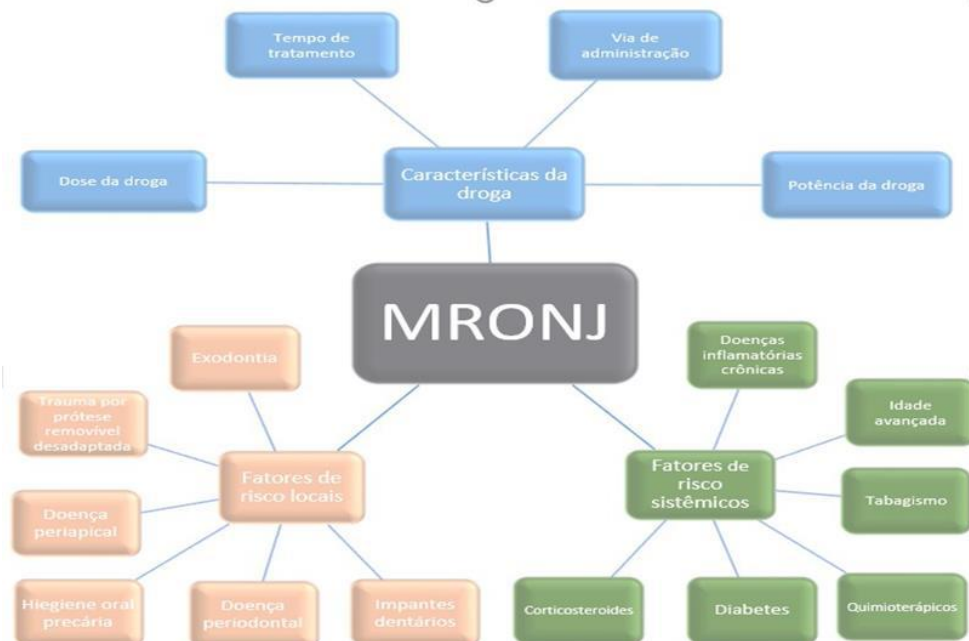 Tempo de
tratamento
Via de
administração
Dose da droga
Características da
droga
Potência da droga
MRONJ
Exodontia
Trauma por
prótese
removível
desadaptada
Fatores de
risco locais
Doença
periapical
Hiegiene oral
precária
Doença
periodontal
Impantes
dentários
Doenças
inflamatórias
crônicas
Idade
avançada
Fatores de
risco
sistêmicos
Tabagismo
Corticosteroides
Diabetes
Quimioterápicos